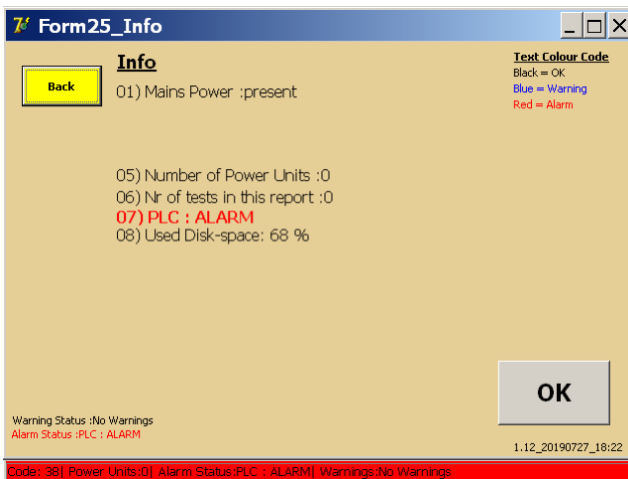 Form25_Info
Info
Back
01) Mains Power :present
Text Colour Code
Black = OK
Blue = Warning
Red = Alarm
05) Number of Power Units :0
06) Nr of tests in this report :0
07) PLC : ALARM
08) Used Disk-space: 68 %
OK
Warning Status :No Warnings
Alarm Status :PLC : ALARM
1.12_20190727_18:22
Code: 38| Power Units:0| Alarm Status:PLC : ALARM| Warnings:No Warnings